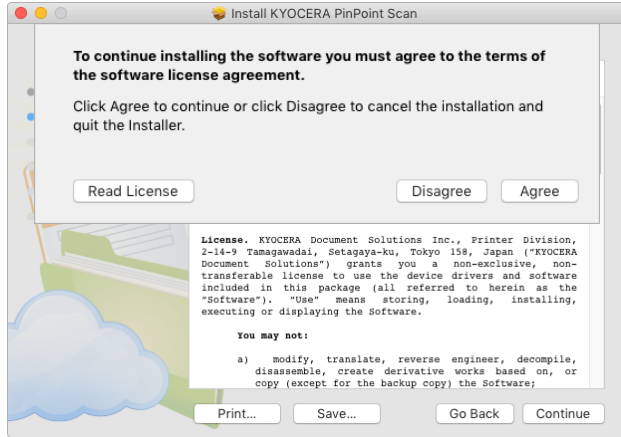 Install KYOCERA PinPoint Scan
To continue installing the software you must agree to the terms of
the software license agreement.
Click Agree to continue or click Disagree to cancel the installation and
quit the Installer.
Read License
Disagree
Agree
License. KYOCERA Document Solutions Inc., Printer Division,
2-14-9 Tamagawadai, Setagaya-ku, Tokyo 158, Japan ("KYOCERA
Document Solutions") grants you a non-exclusive, non-
transferable license to use the device drivers and software
included in this package (all referred to herein as the
"Software"). "Use" means storing, loading, installing,
executing or displaying the Software.
You may not:
a) modify, translate, reverse engineer, decompile,
disassemble, create derivative works based on, or
copy (except for the backup copy) the Software;
Print...
Save...
Go Back
Continue